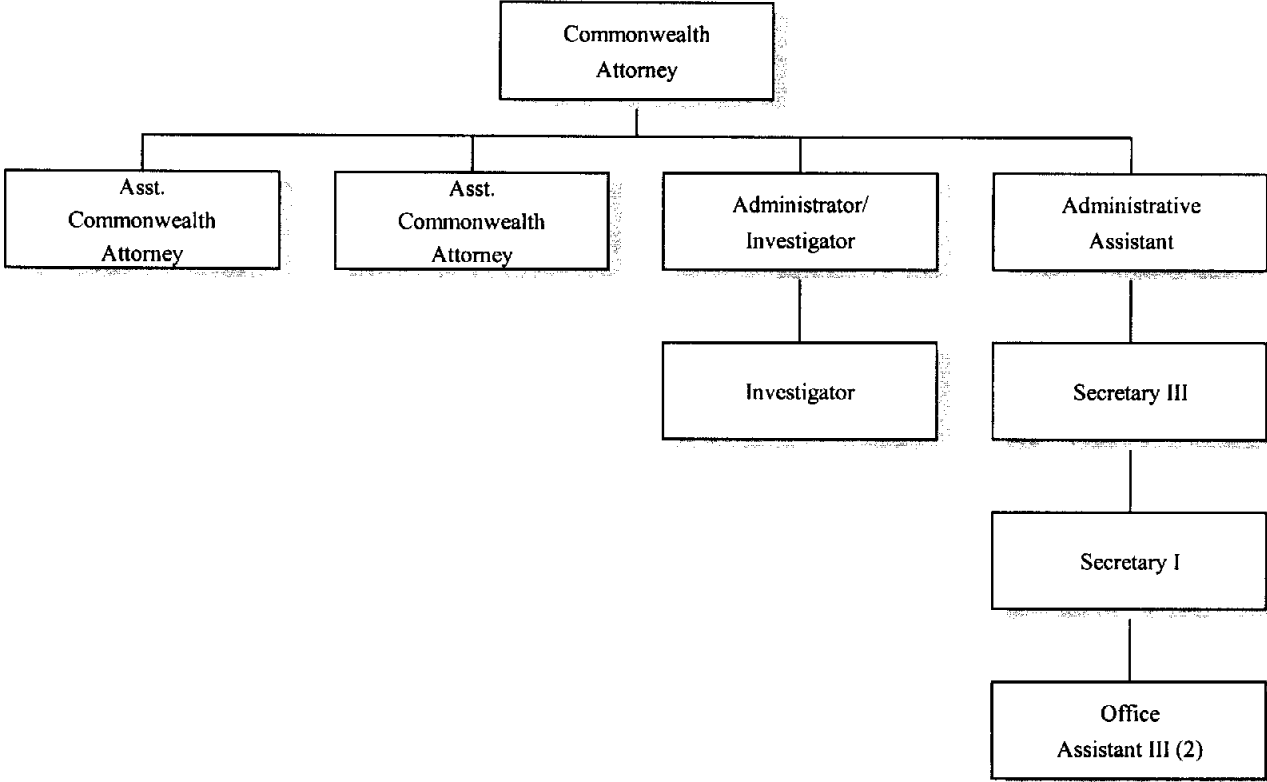 Commonwealth
Attorney
Asst.
Commonwealth
Attorney
Asst.
Commonwealth
Attorney
Administrator/
Investigator
Administrative
Assistant
Investigator
Secretary III
Secretary I
Office
Assistant III (2)